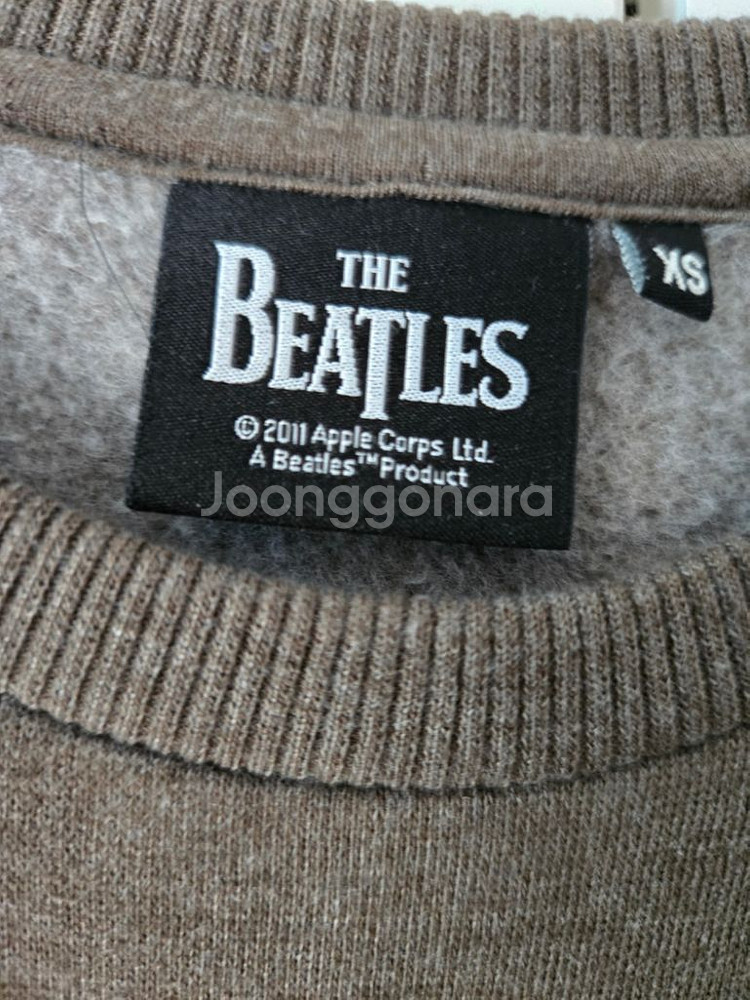 THE
BEATLES
© 2011 Apple Corps Ltd.
A Beatles™ Product
Joonggonara
XS